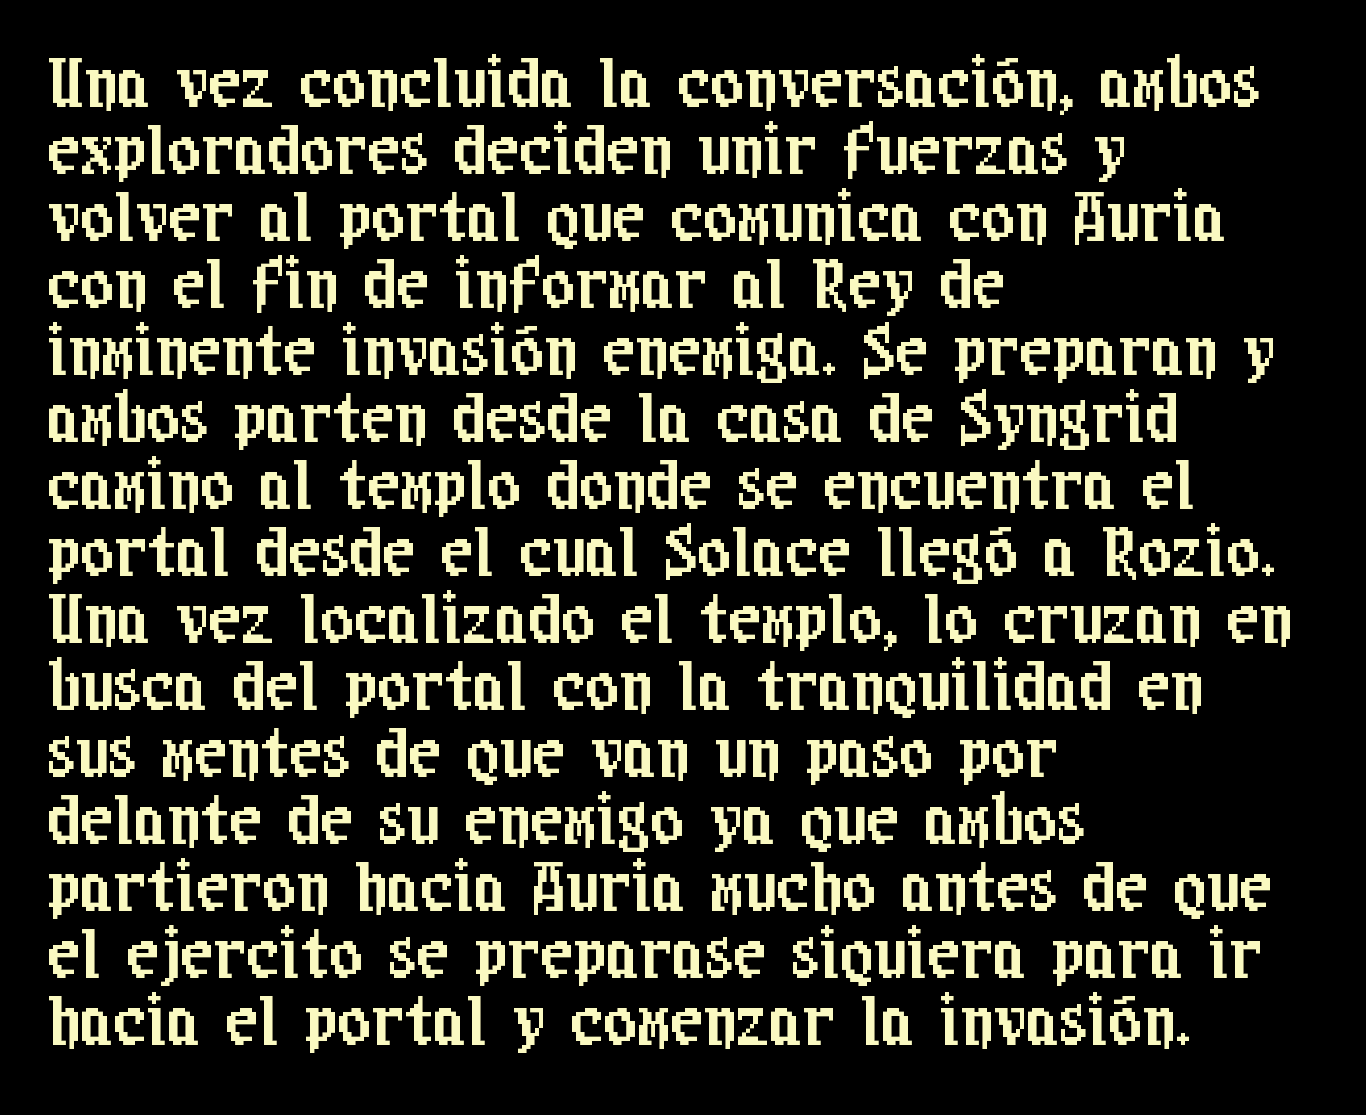 Una vez concluida la conversación, ambos
exploradores deciden unir fuerzas y
volver al portal que comunica con Auria
con el fin de informar al Rey de
inminente invasión enemiga. Se preparan y
ambos parten desde la casa de Syngrid
camino al templo donde se encuentra el
portal desde el cual Solace llegó a Rozio.
Una vez localizado el templo, lo cruzan en
busca del portal con la tranquilidad en
sus mentes de que van un paso por
delante de su enemigo ya que ambos
partieron hacia Auria mucho antes de que
el ejercito se preparase siquiera para ir
hacia el portal y comenzar la invasión.